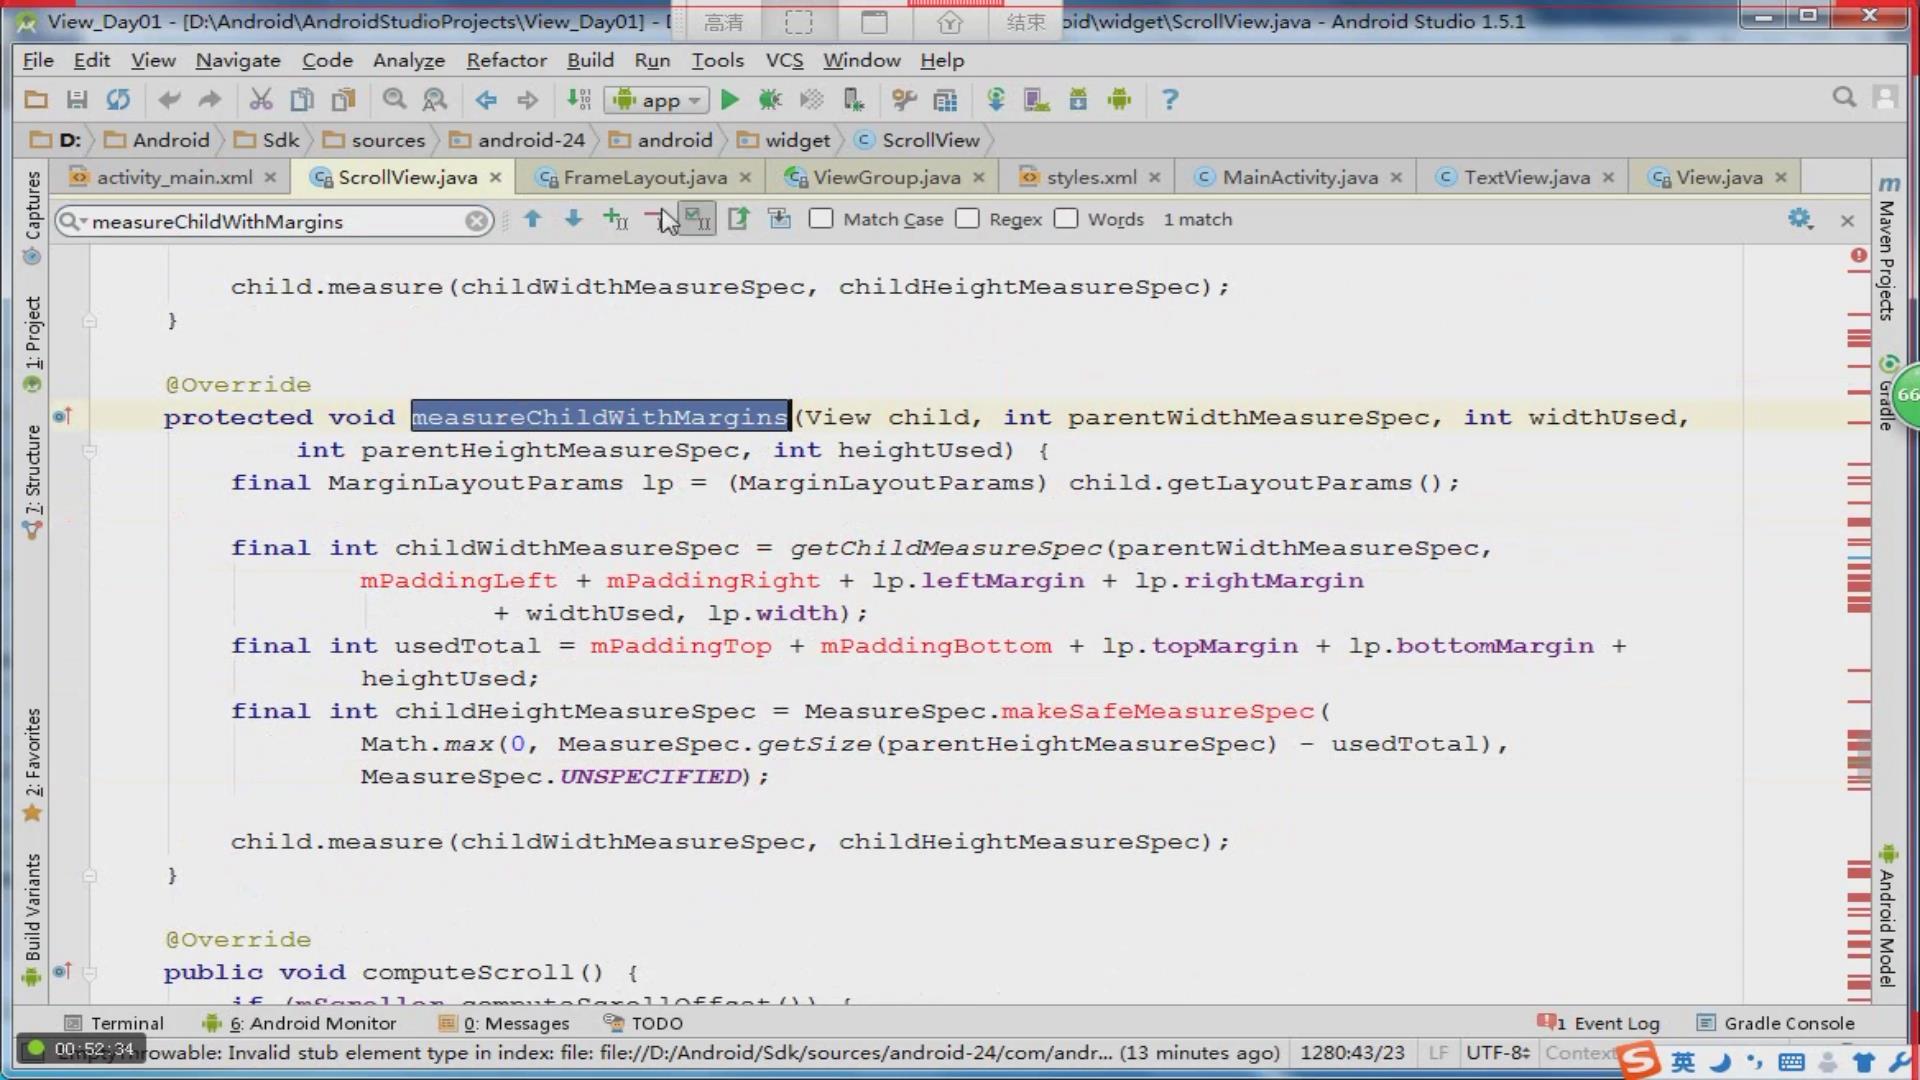 View_Day01 - [D:\Android\AndroidStudioProjects\View_Day01] - [
高清
结束
oid\widget\ScrollView.java - Android Studio 1.5.1
File Edit View Navigate Code Analyze Refactor Build Run Tools VCS Window Help
app
D: Android Sdk sources android-24 android widget ScrollView
activity_main.xml ScrollView.java FrameLayout.java ViewGroup.java styles.xml MainActivity.java TextView.java View.java
measureChildWithMargins Match Case Regex Words 1 match
child.measure(childWidthMeasureSpec, childHeightMeasureSpec);
}
@Override
protected void measureChildWithMargins(View child, int parentWidthMeasureSpec, int widthUsed,
int parentHeightMeasureSpec, int heightUsed) {
final MarginLayoutParams lp = (MarginLayoutParams) child.getLayoutParams();
final int childWidthMeasureSpec = getChildMeasureSpec(parentWidthMeasureSpec,
mPaddingLeft + mPaddingRight + lp.leftMargin + lp.rightMargin
+ widthUsed, lp.width);
final int usedTotal = mPaddingTop + mPaddingBottom + lp.topMargin + lp.bottomMargin +
heightUsed;
final int childHeightMeasureSpec = MeasureSpec.makeSafeMeasureSpec(
Math.max(0, MeasureSpec.getSize(parentHeightMeasureSpec) - usedTotal),
MeasureSpec.UNSPECIFIED);
child.measure(childWidthMeasureSpec, childHeightMeasureSpec);
}
@Override
public void computeScroll() {
if (mScroller.computeScrollOffset()) {
Captures
1: Project
7: Structure
2: Favorites
Build Variants
Maven Projects
Gradle
66
Android Model
Terminal 6: Android Monitor 0: Messages TODO 1 Event Log Gradle Console
00:52:34
hrowable: Invalid stub element type in index: file: file://D:/Android/Sdk/sources/android-24/com/andr... (13 minutes ago) 1280:43/23 LF UTF-8 Context
英